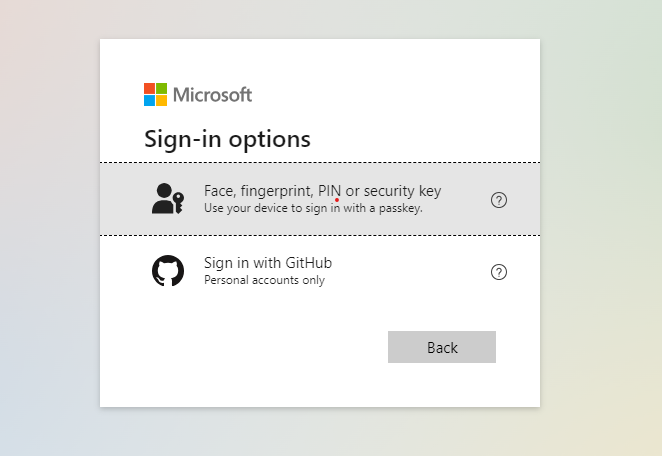 Microsoft
Sign-in options
Face, fingerprint, PIN or security key
Use your device to sign in with a passkey.
?
Sign in with GitHub
Personal accounts only
?
Back